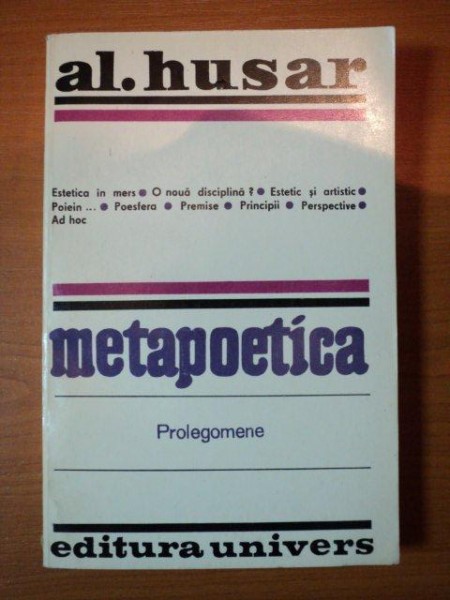 al. husar
Estetica în mers ● O nouă disciplină? ● Estetic și artistic ●
Poiein ... ● Poesfera ● Premise ● Principii ● Perspective ●
Ad hoc
metapoetica
Prolegomene
editura univers